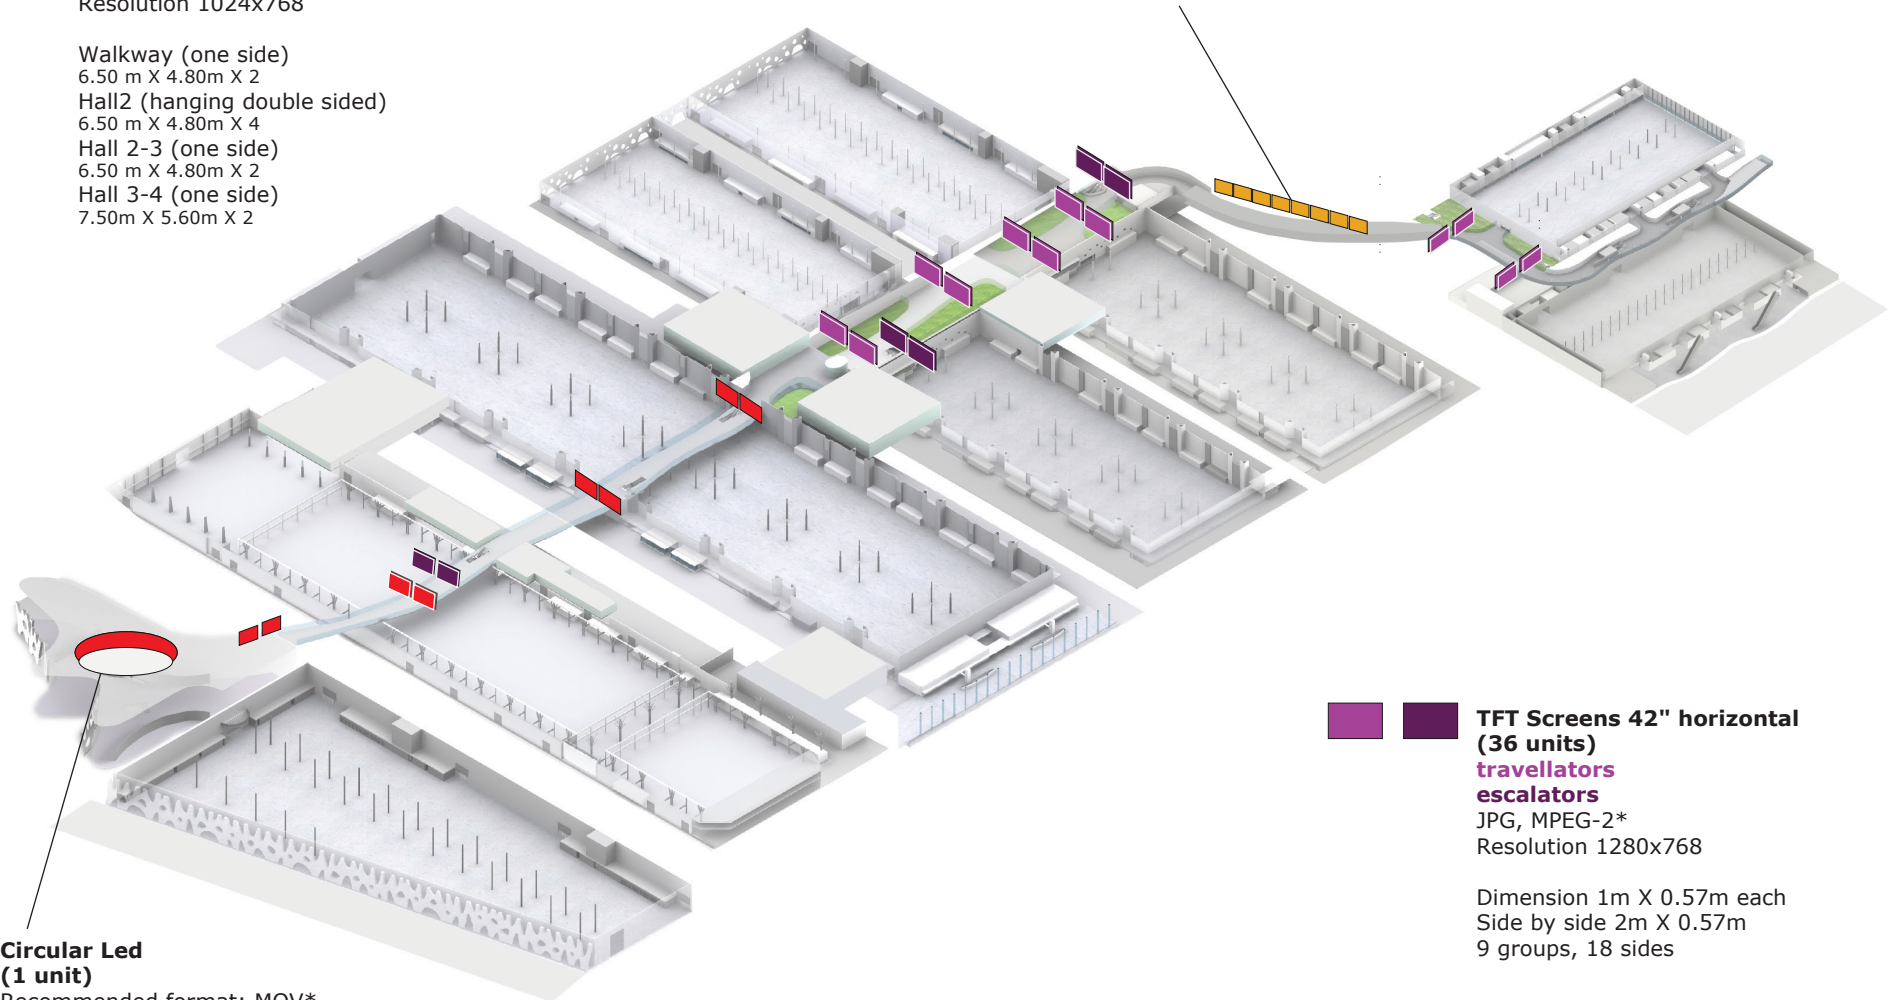 Resolution 1024x768
Walkway (one side)
6.50 m X 4.80m X 2
Hall2 (hanging double sided)
6.50 m X 4.80m X 4
Hall 2-3 (one side)
6.50 m X 4.80m X 2
Hall 3-4 (one side)
7.50m X 5.60m X 2
TFT Screens 42" horizontal
(36 units)
travellators
escalators
JPG, MPEG-2*
Resolution 1280x768
Dimension 1m X 0.57m each
Side by side 2m X 0.57m
9 groups, 18 sides
Circular Led
(1 unit)
Recommended format: MOV*